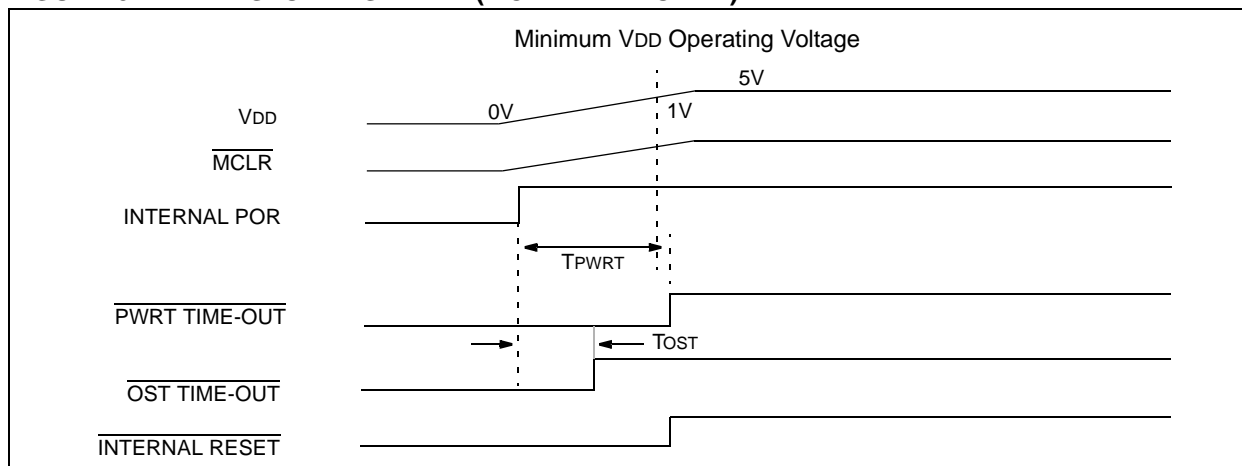 Minimum VDD Operating Voltage
5V
VDD
0V
1V
MCLR
INTERNAL POR
TPWRT
PWRT TIME-OUT
TOST
OST TIME-OUT
INTERNAL RESET